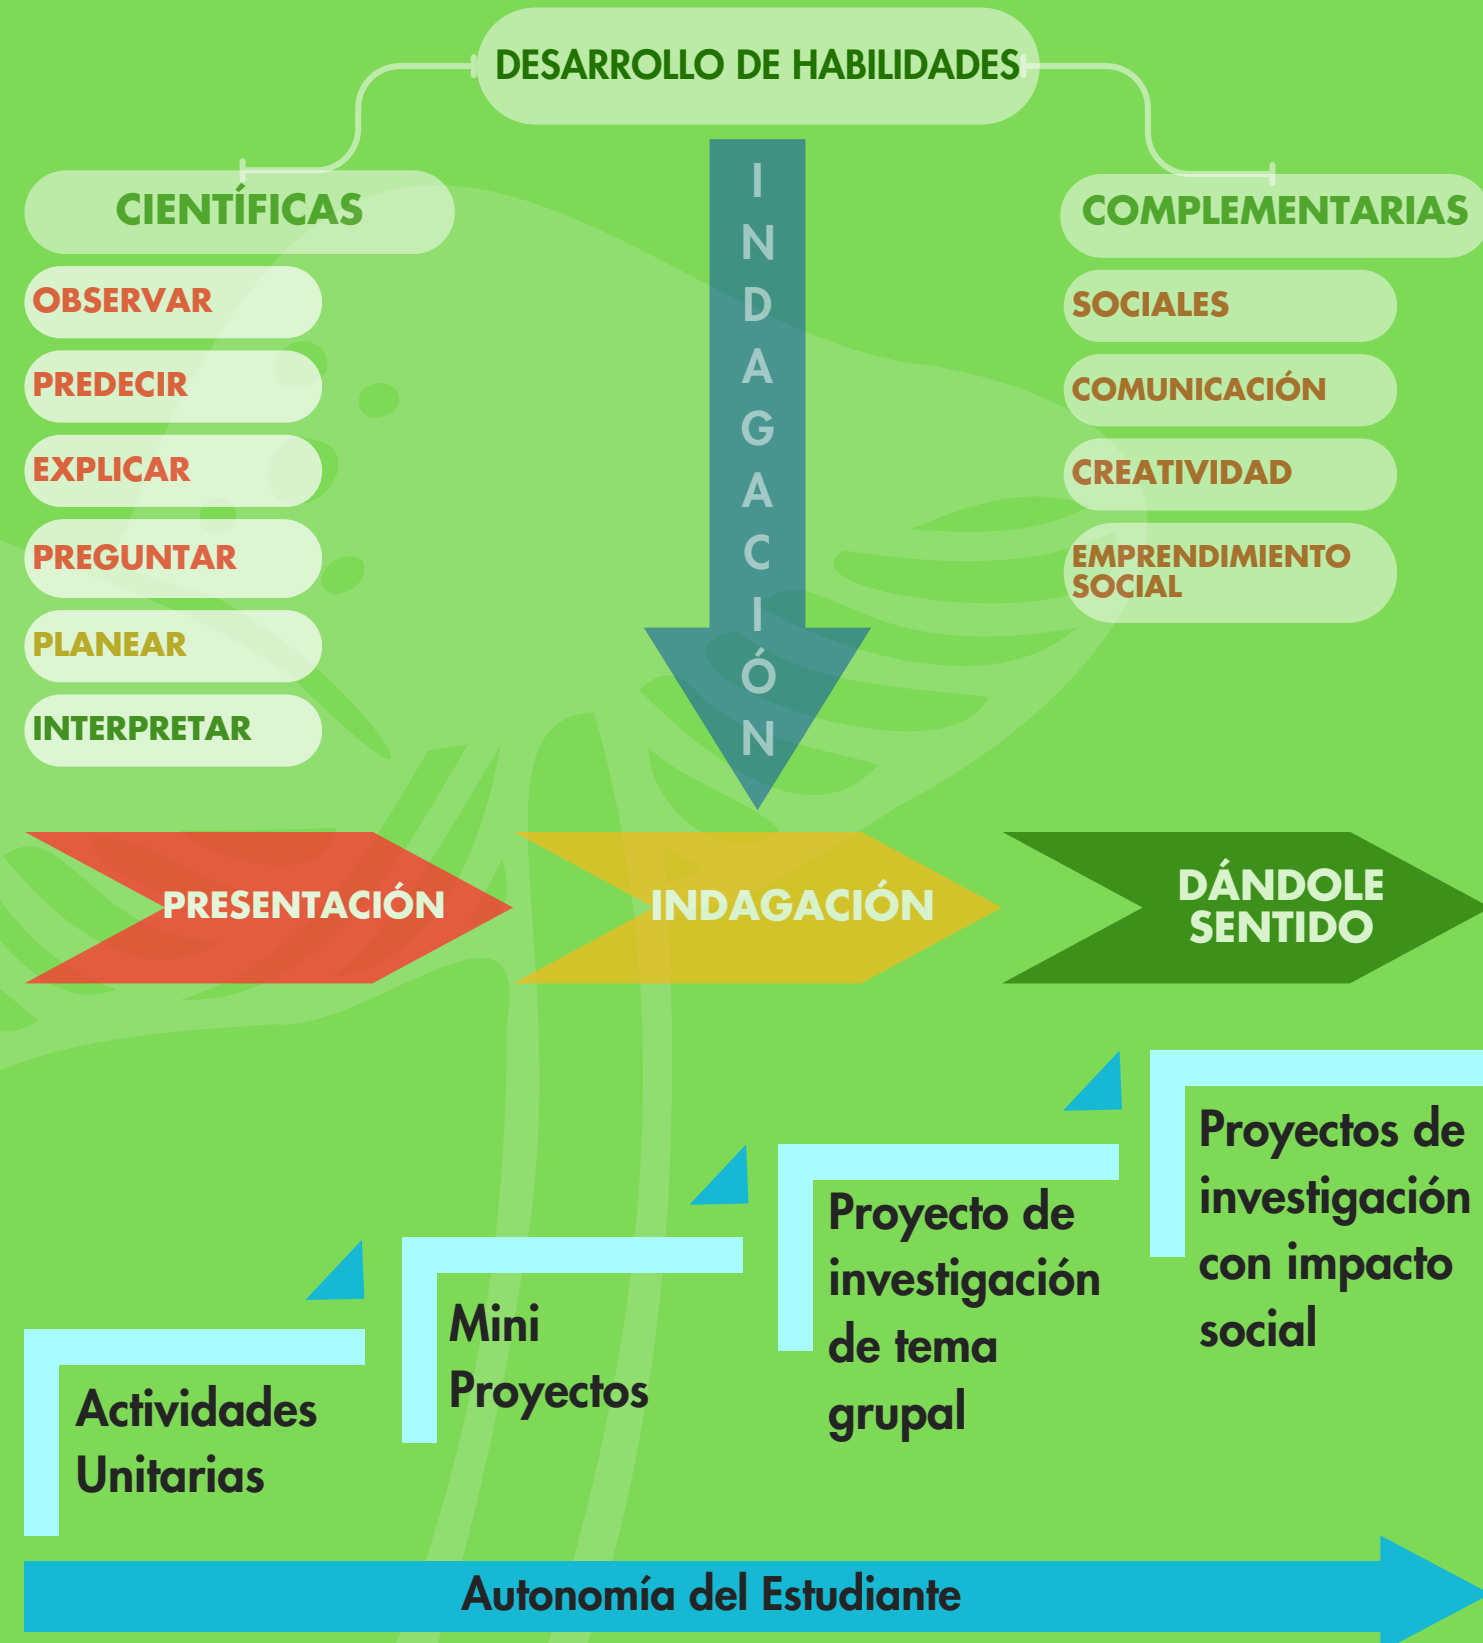 DESARROLLO DE HABILIDADES
CIENTÍFICAS
OBSERVAR
PREDECIR
EXPLICAR
PREGUNTAR
PLANEAR
INTERPRETAR
INDAGACIÓN
COMPLEMENTARIAS
SOCIALES
COMUNICACIÓN
CREATIVIDAD
EMPRENDIMIENTO
SOCIAL
PRESENTACIÓN
INDAGACIÓN
DÁNDOLE
SENTIDO
Actividades
Unitarias
Mini
Proyectos
Proyecto de
investigación
de tema
grupal
Proyectos de
investigación
con impacto
social
Autonomía del Estudiante